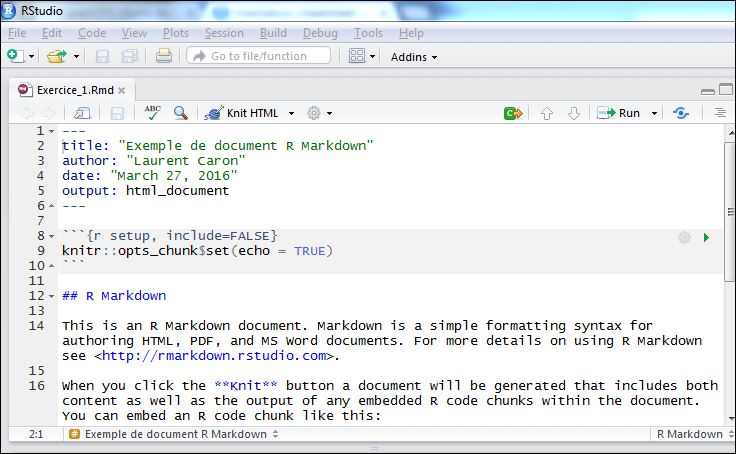 RStudio
File Edit Code View Plots Session Build Debug Tools Help
Go to file/function Addins
Exercice_1.Rmd
ABC Knit HTML Run
1 ---
2 title: "Exemple de document R Markdown"
3 author: "Laurent Caron"
4 date: "March 27, 2016"
5 output: html_document
6 ---
7
8 ```{r setup, include=FALSE}
9 knitr::opts_chunk$set(echo = TRUE)
10 ```
11
12 ## R Markdown
13
14 This is an R Markdown document. Markdown is a simple formatting syntax for
authoring HTML, PDF, and MS Word documents. For more details on using R Markdown
see <http://rmarkdown.rstudio.com>.
15
16 When you click the **Knit** button a document will be generated that includes both
content as well as the output of any embedded R code chunks within the document.
You can embed an R code chunk like this:
2:1 # Exemple de document R Markdown R Markdown